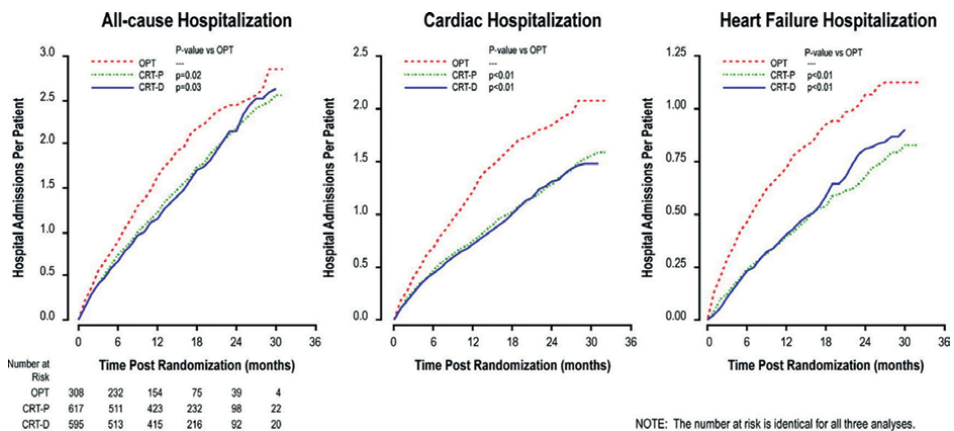 All-cause Hospitalization
Hospital Admissions Per Patient
3.0
2.5
2.0
1.5
1.0
0.5
0.0
P-value vs OPT
OPT ---
CRT-P p=0.02
CRT-D p=0.03
0 6 12 18 24 30 36
Time Post Randomization (months)
Cardiac Hospitalization
Hospital Admissions Per Patient
2.5
2.0
1.5
1.0
0.5
0.0
P-value vs OPT
OPT ---
CRT-P p<0.01
CRT-D p<0.01
0 6 12 18 24 30 36
Time Post Randomization (months)
Heart Failure Hospitalization
Hospital Admissions Per Patient
1.25
1.00
0.75
0.50
0.25
0.00
P-value vs OPT
OPT ---
CRT-P p<0.01
CRT-D p<0.01
0 6 12 18 24 30 36
Time Post Randomization (months)
Number at
Risk
OPT 308 232 154 75 39 4
CRT-P 617 511 423 232 98 22
CRT-D 595 513 415 216 92 20
NOTE: The number at risk is identical for all three analyses.